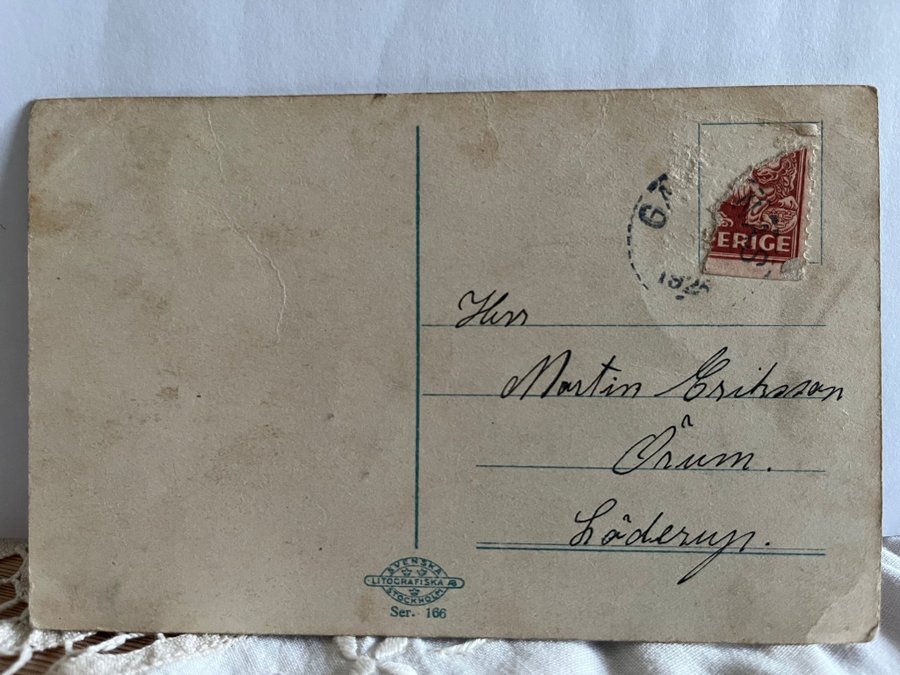 ERIGE
Herr
Martin Eriksson
Örum.
Löderup.
SVENSKA
LITOGRAFISKA AB
STOCKHOLM
Ser. 166